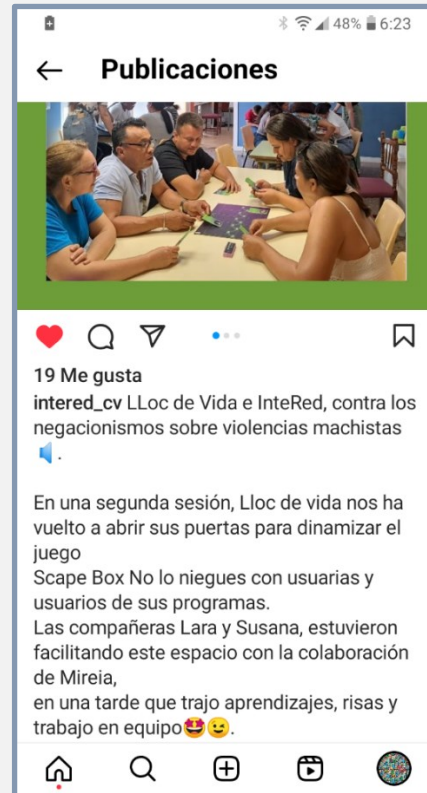 48% 6:23
Publicaciones
19 Me gusta
intered_cv LLoc de Vida e InteRed, contra los
negacionismos sobre violencias machistas
.
En una segunda sesión, Lloc de vida nos ha
vuelto a abrir sus puertas para dinamizar el
juego
Scape Box No lo niegues con usuarias y
usuarios de sus programas.
Las compañeras Lara y Susana, estuvieron
facilitando este espacio con la colaboración
de Mireia,
en una tarde que trajo aprendizajes, risas y
trabajo en equipo🤩😉.